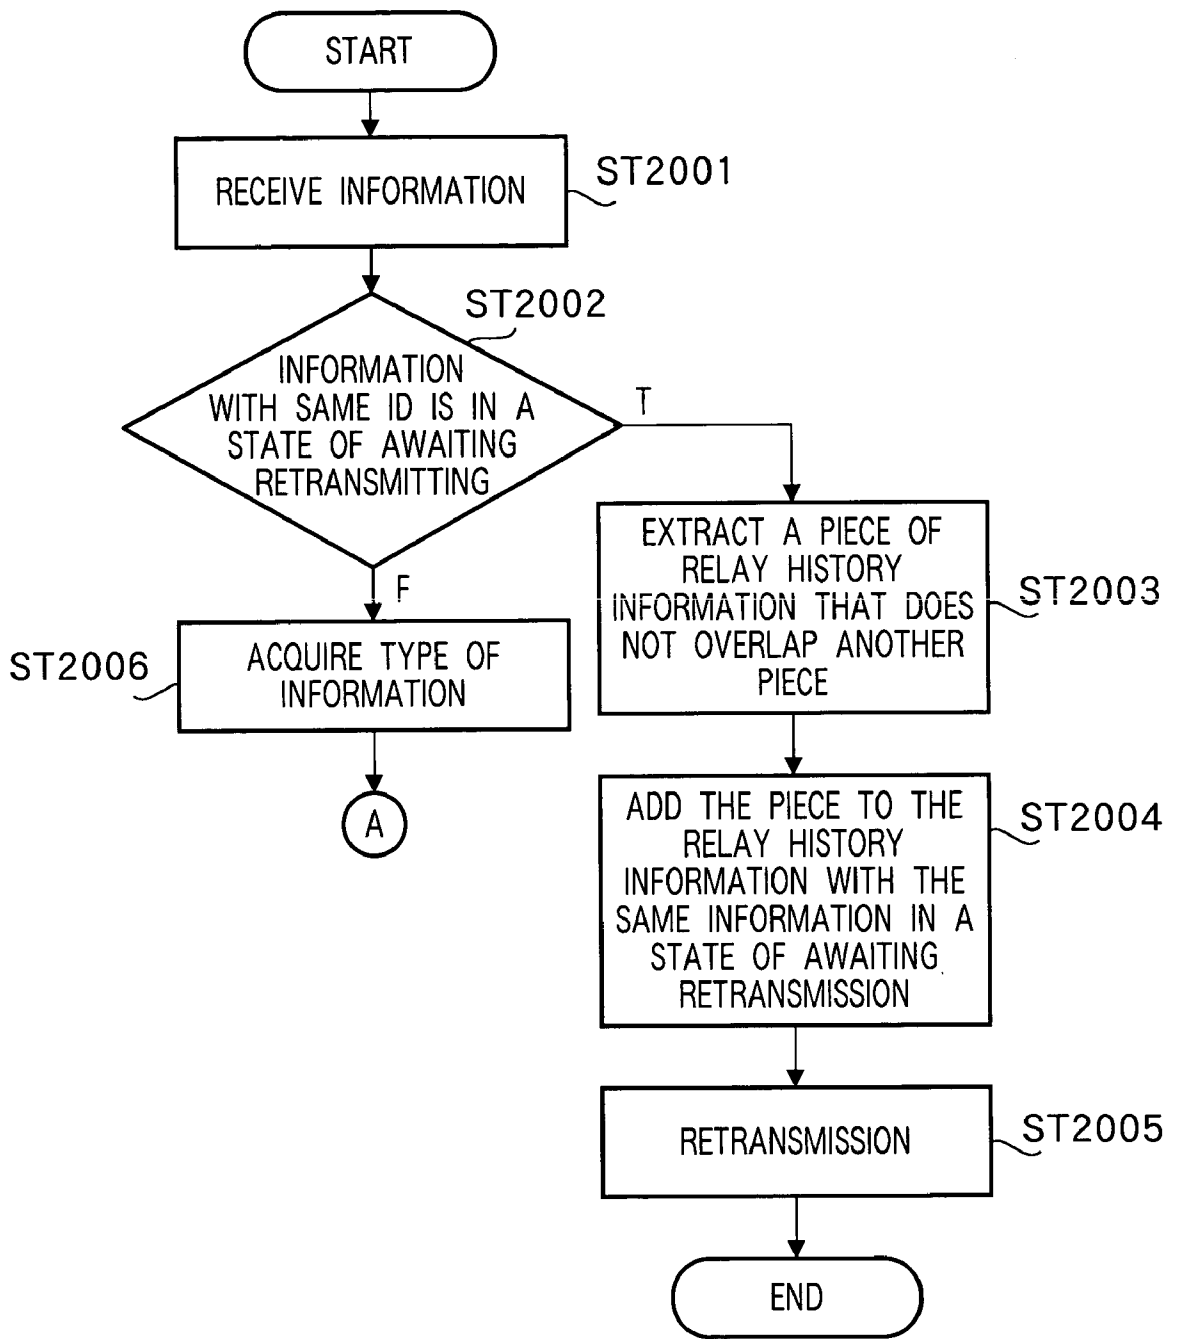 START
RECEIVE INFORMATION
ST2001
ST2002
INFORMATION
WITH SAME ID IS IN A
STATE OF AWAITING
RETRANSMITTING
T
F
EXTRACT A PIECE OF
RELAY HISTORY
INFORMATION THAT DOES
NOT OVERLAP ANOTHER
PIECE
ST2003
ST2006
ACQUIRE TYPE OF
INFORMATION
A
ADD THE PIECE TO THE
RELAY HISTORY
INFORMATION WITH THE
SAME INFORMATION IN A
STATE OF AWAITING
RETRANSMISSION
ST2004
RETRANSMISSION
ST2005
END